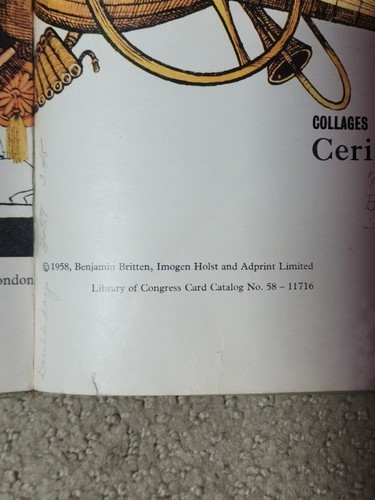 COLLAGES
Ceri
ondon
©1958, Benjamin Britten, Imogen Holst and Adprint Limited
Library of Congress Card Catalog No. 58 – 11716